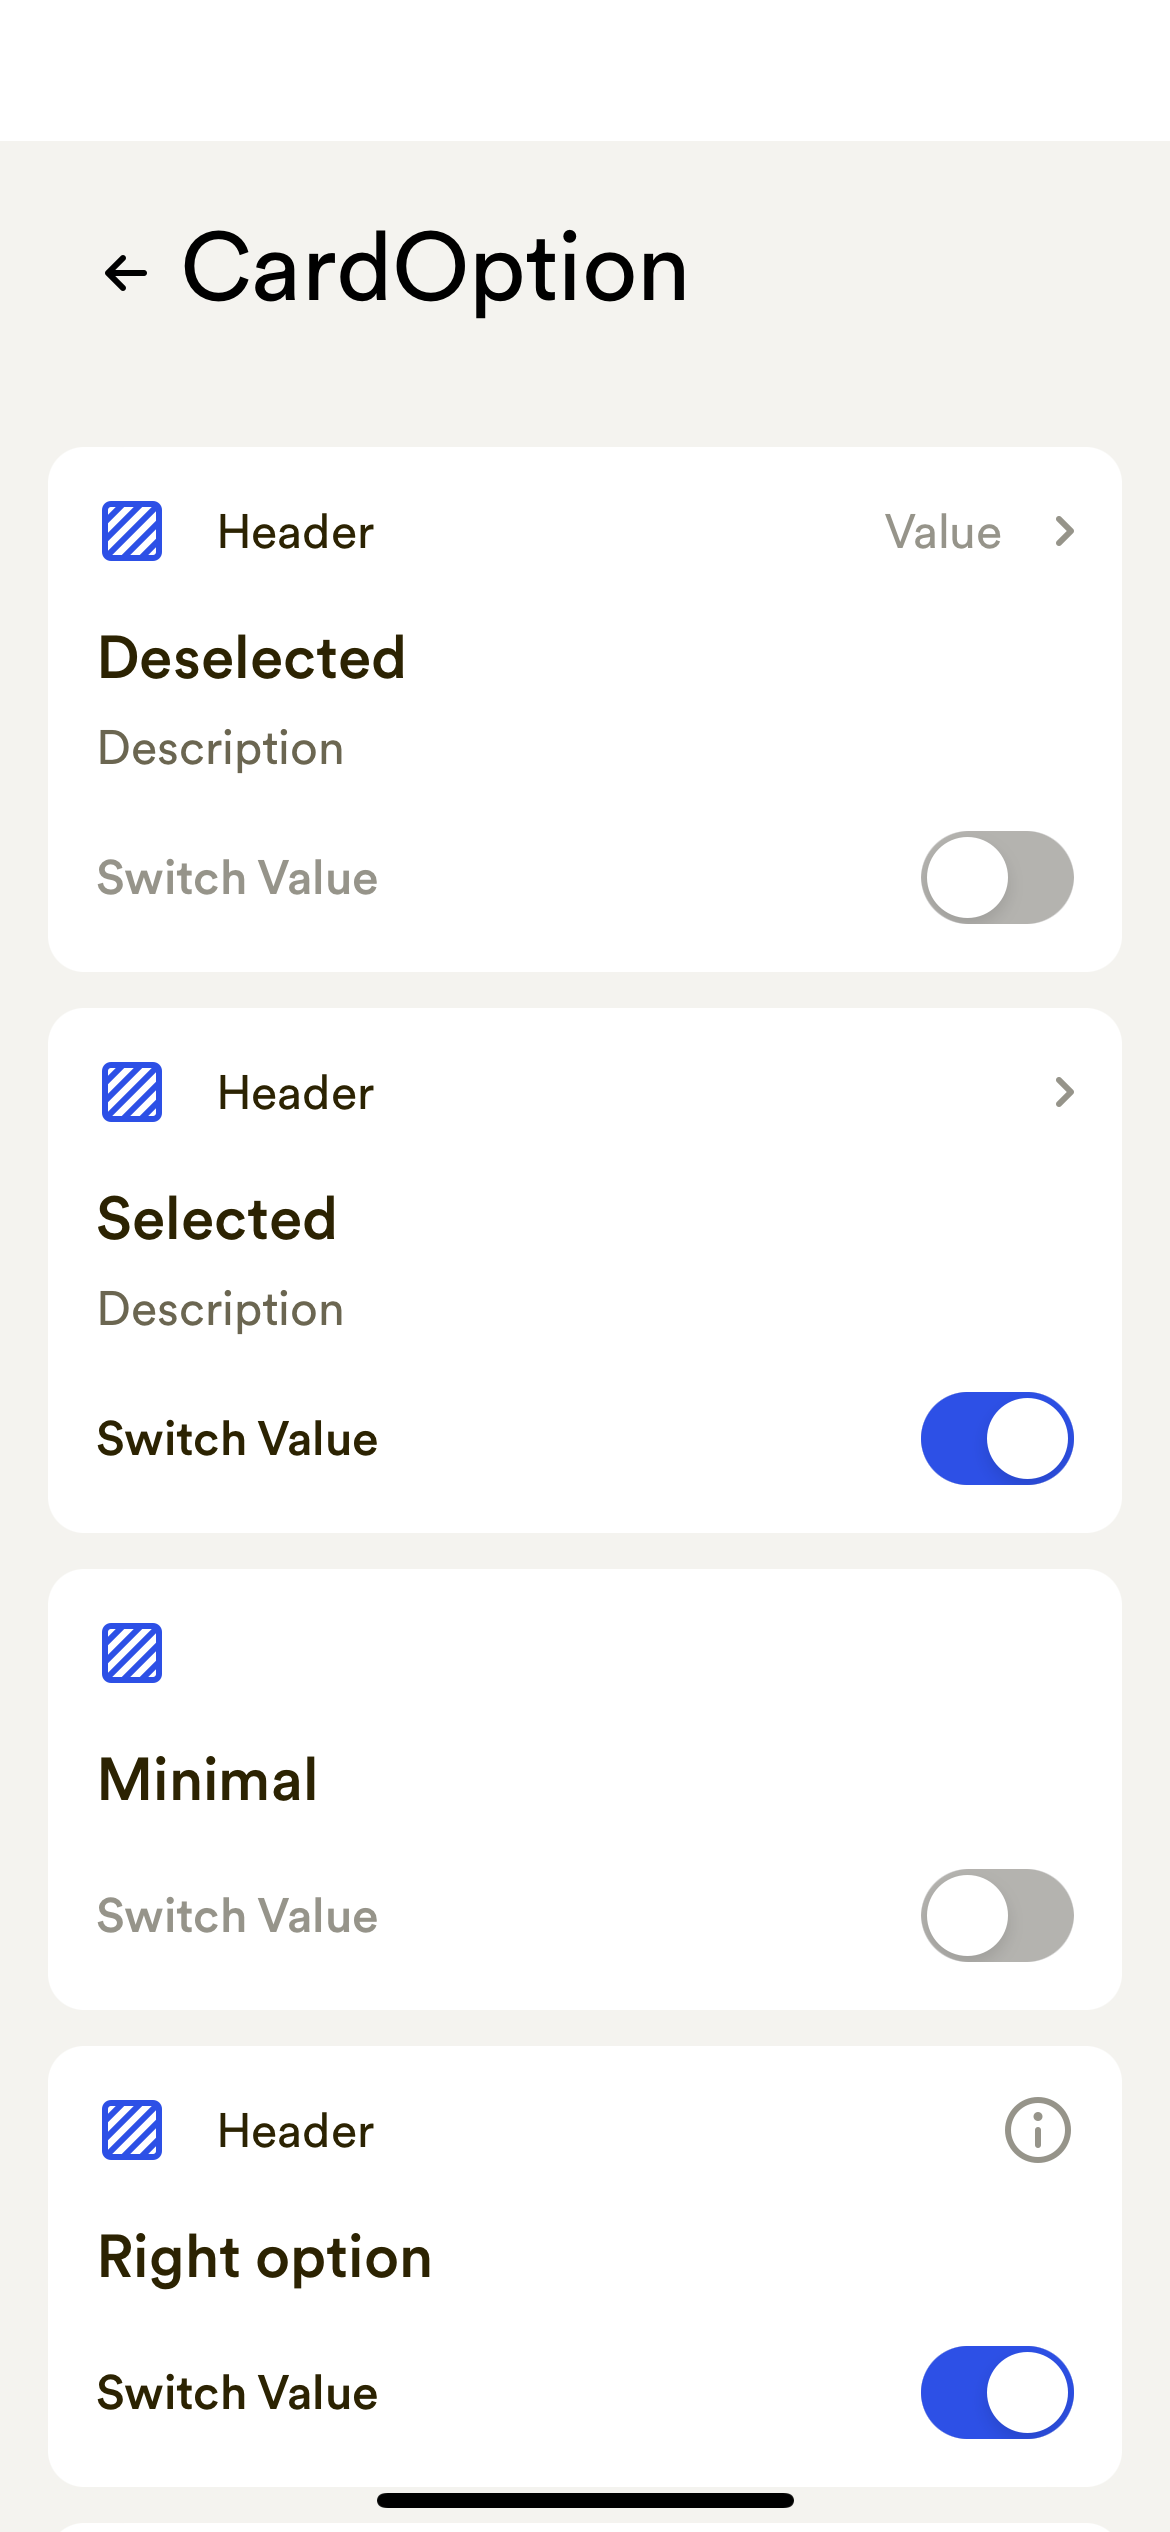 CardOption
Header Value
Deselected
Description
Switch Value
Header
Selected
Description
Switch Value
Minimal
Switch Value
Header
Right option
Switch Value